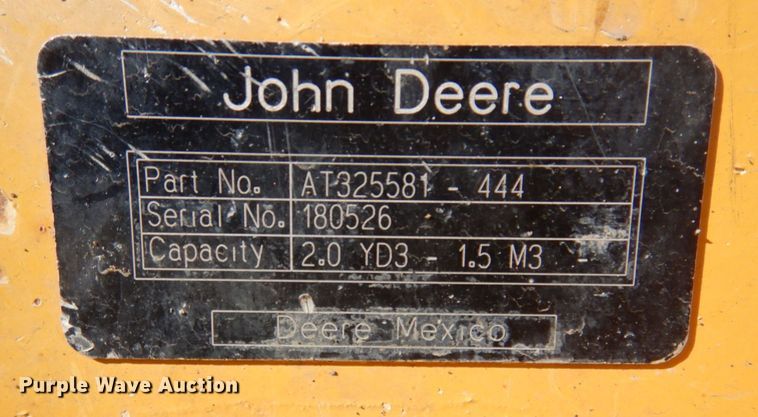 John Deere
Part No. AT325581 - 444
Serial No. 180526
Capacity 2.0 YD3 - 1.5 M3 -
Deere Mexico
Purple Wave Auction